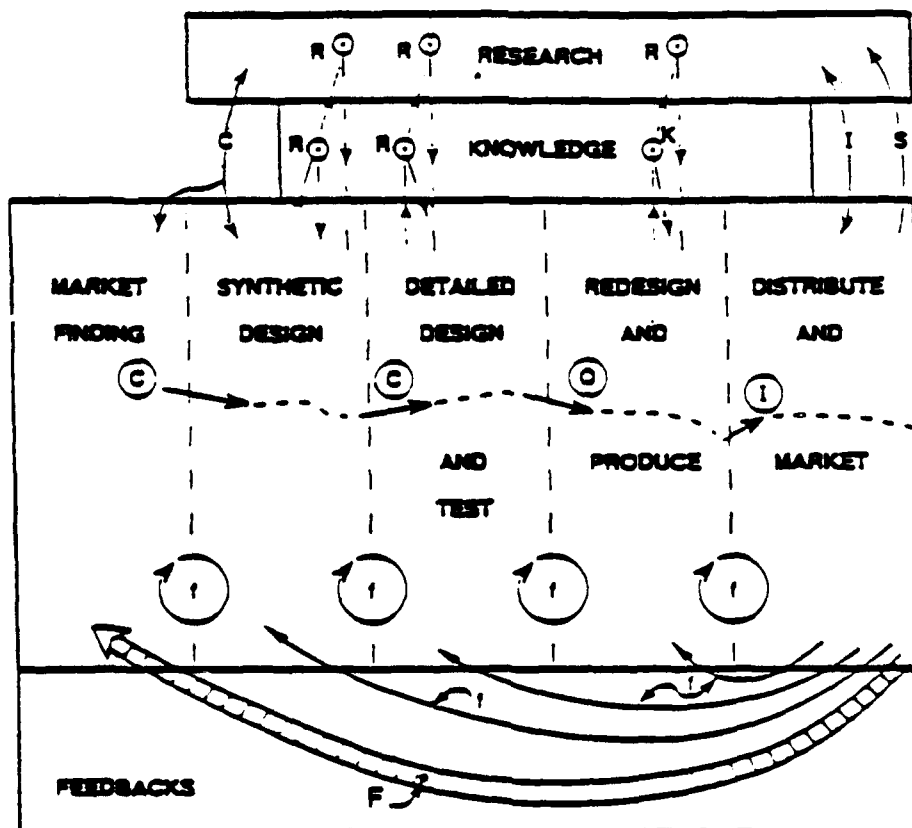 R R RESEARCH R
C R R KNOWLEDGE K I S
MARKET SYNTHETIC DETAILED REDESIGN DISTRIBUTE
FINDING DESIGN DESIGN AND AND
C C O I
AND PRODUCE MARKET
TEST
f f f f
f f
FEEDBACKS F